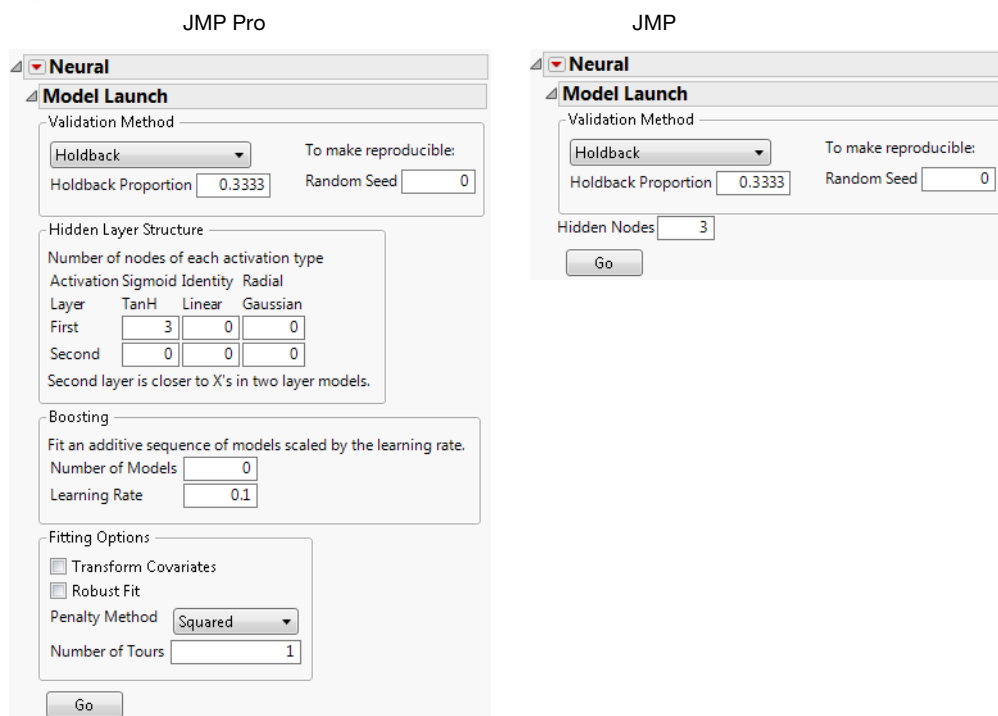 JMP Pro
Neural
Model Launch
Validation Method
Holdback
To make reproducible:
Holdback Proportion 0.3333
Random Seed 0
Hidden Layer Structure
Number of nodes of each activation type
Activation Sigmoid Identity Radial
Layer TanH Linear Gaussian
First 3 0 0
Second 0 0 0
Second layer is closer to X's in two layer models.
Boosting
Fit an additive sequence of models scaled by the learning rate.
Number of Models 0
Learning Rate 0.1
Fitting Options
Transform Covariates
Robust Fit
Penalty Method Squared
Number of Tours 1
Go
JMP
Neural
Model Launch
Validation Method
Holdback
To make reproducible:
Holdback Proportion 0.3333
Random Seed 0
Hidden Nodes 3
Go